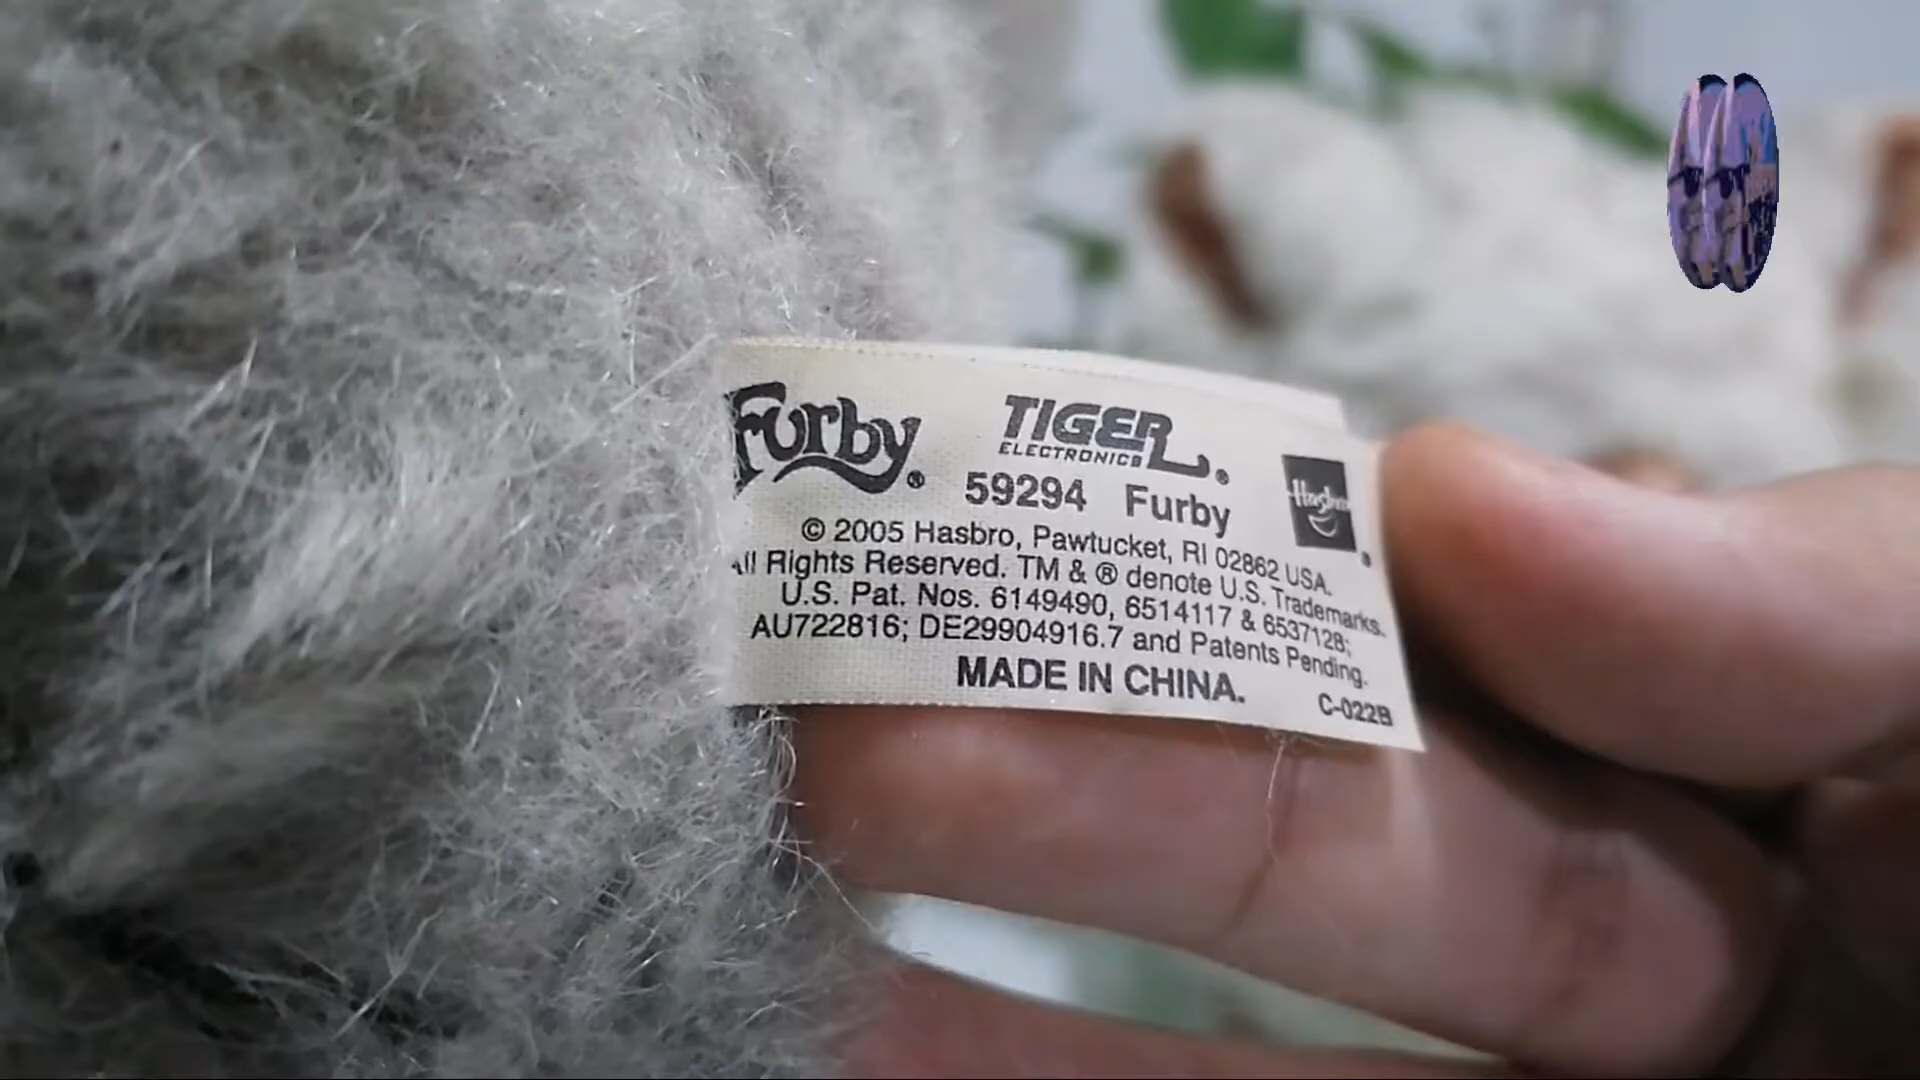 Furby®
TIGER®
ELECTRONICS
59294 Furby
Hasbro®
© 2005 Hasbro, Pawtucket, RI 02862 USA.
All Rights Reserved. TM & ® denote U.S. Trademarks.
U.S. Pat. Nos. 6149490, 6514117 & 6537128;
AU722816; DE29904916.7 and Patents Pending.
MADE IN CHINA.
C-022B